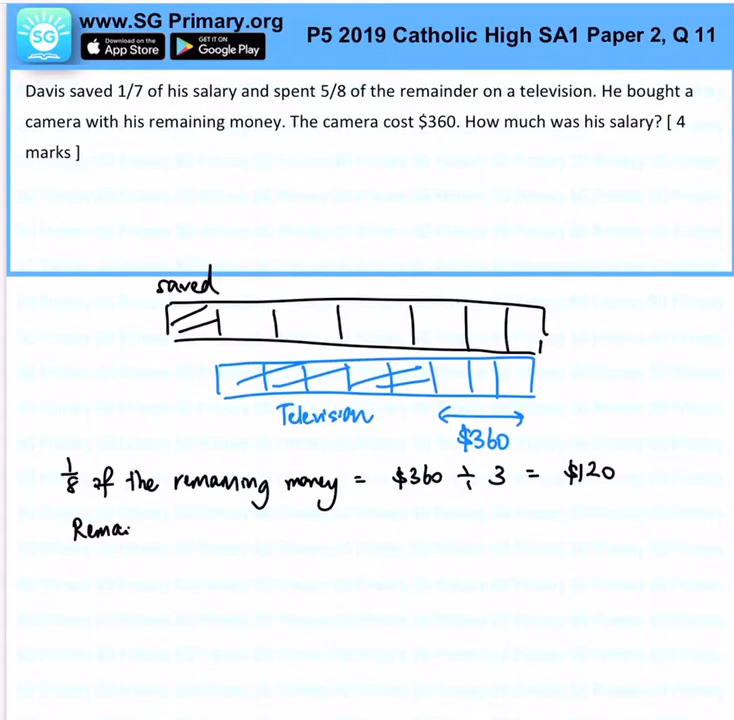 www.SG Primary.org
SG
Download on the
App Store
GET IT ON
Google Play
P5 2019 Catholic High SA1 Paper 2, Q 11
Davis saved 1/7 of his salary and spent 5/8 of the remainder on a television. He bought a
camera with his remaining money. The camera cost $360. How much was his salary? [ 4
marks ]
saved
Television
$360
1/8 of the remaining money = $360 ÷ 3 = $120
Remai